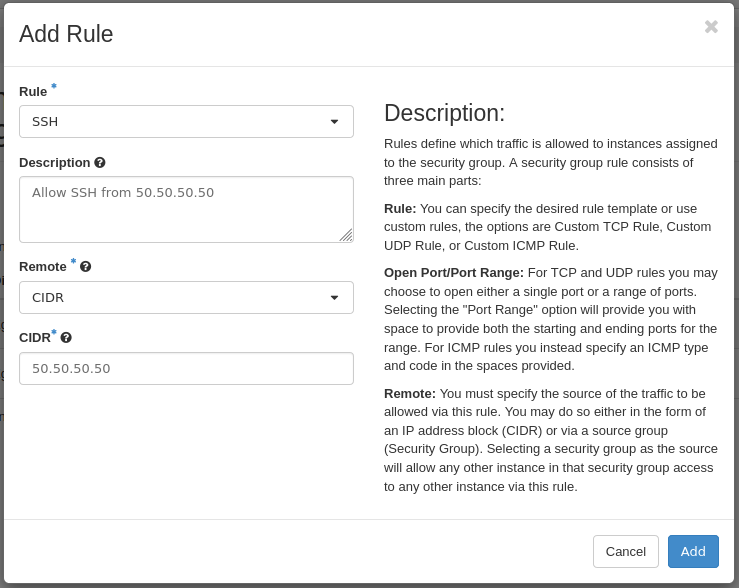 Add Rule
Rule *
SSH
Description
Allow SSH from 50.50.50.50
Remote *
CIDR
CIDR*
50.50.50.50
Description:
Rules define which traffic is allowed to instances assigned
to the security group. A security group rule consists of
three main parts:
Rule: You can specify the desired rule template or use
custom rules, the options are Custom TCP Rule, Custom
UDP Rule, or Custom ICMP Rule.
Open Port/Port Range: For TCP and UDP rules you may
choose to open either a single port or a range of ports.
Selecting the "Port Range" option will provide you with
space to provide both the starting and ending ports for the
range. For ICMP rules you instead specify an ICMP type
and code in the spaces provided.
Remote: You must specify the source of the traffic to be
allowed via this rule. You may do so either in the form of
an IP address block (CIDR) or via a source group
(Security Group). Selecting a security group as the source
will allow any other instance in that security group access
to any other instance via this rule.
Cancel
Add